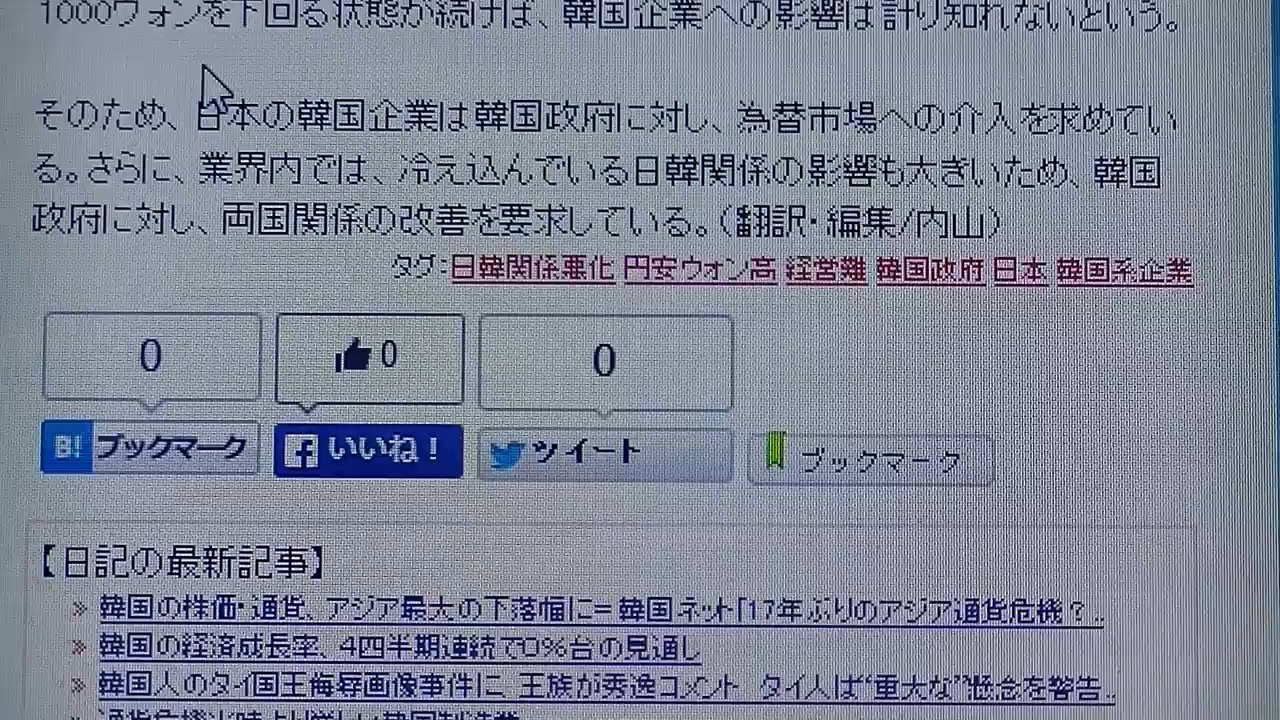 1000ウォンを下回る状態が続けば、韓国企業への影響は計り知れないという。
そのため、日本の韓国企業は韓国政府に対し、為替市場への介入を求めてい
る。さらに、業界内では、冷え込んでいる日韓関係の影響も大きいため、韓国
政府に対し、両国関係の改善を要求している。（翻訳・編集/内山）
タグ：日韓関係悪化 円安ウォン高 経営難 韓国政府 日本 韓国系企業
0 0 0
B! ブックマーク いいね！ ツイート ブックマーク
【日記の最新記事】
» 韓国の株価・通貨、アジア最大の下落幅に＝韓国ネット「17年ぶりのアジア通貨危機？..
» 韓国の経済成長率、4四半期連続で0％台の見通し
» 韓国人のタイ国王侮辱画像事件に、王族が秀逸コメント　タイ人は“重大な”懸念を警告..